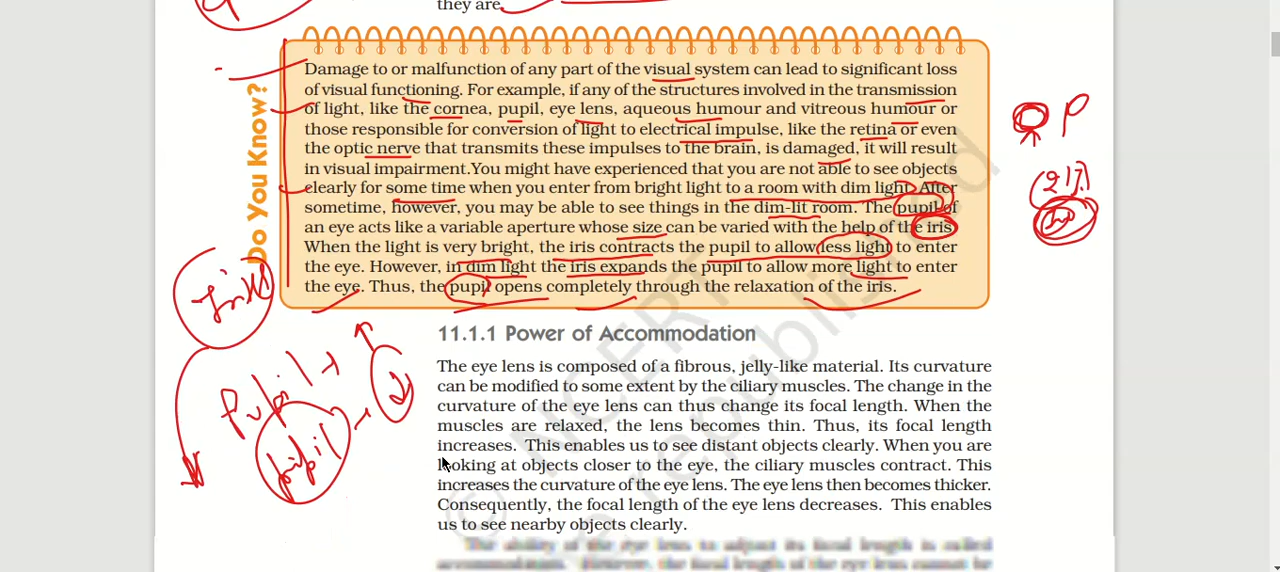 they are.
Do You Know?
Damage to or malfunction of any part of the visual system can lead to significant loss
of visual functioning. For example, if any of the structures involved in the transmission
of light, like the cornea, pupil, eye lens, aqueous humour and vitreous humour or
those responsible for conversion of light to electrical impulse, like the retina or even
the optic nerve that transmits these impulses to the brain, is damaged, it will result
in visual impairment.You might have experienced that you are not able to see objects
clearly for some time when you enter from bright light to a room with dim light. After
sometime, however, you may be able to see things in the dim-lit room. The pupil of
an eye acts like a variable aperture whose size can be varied with the help of the iris.
When the light is very bright, the iris contracts the pupil to allow less light to enter
the eye. However, in dim light the iris expands the pupil to allow more light to enter
the eye. Thus, the pupil opens completely through the relaxation of the iris.
P
Pupil
pupil
11.1.1 Power of Accommodation
The eye lens is composed of a fibrous, jelly-like material. Its curvature
can be modified to some extent by the ciliary muscles. The change in the
curvature of the eye lens can thus change its focal length. When the
muscles are relaxed, the lens becomes thin. Thus, its focal length
increases. This enables us to see distant objects clearly. When you are
looking at objects closer to the eye, the ciliary muscles contract. This
increases the curvature of the eye lens. The eye lens then becomes thicker.
Consequently, the focal length of the eye lens decreases. This enables
us to see nearby objects clearly.
© NCERT
republished